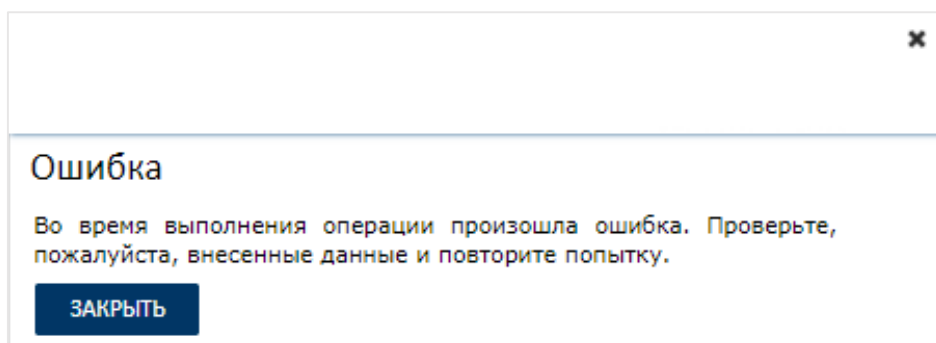 Ошибка
Во время выполнения операции произошла ошибка. Проверьте,
пожалуйста, внесенные данные и повторите попытку.
ЗАКРЫТЬ